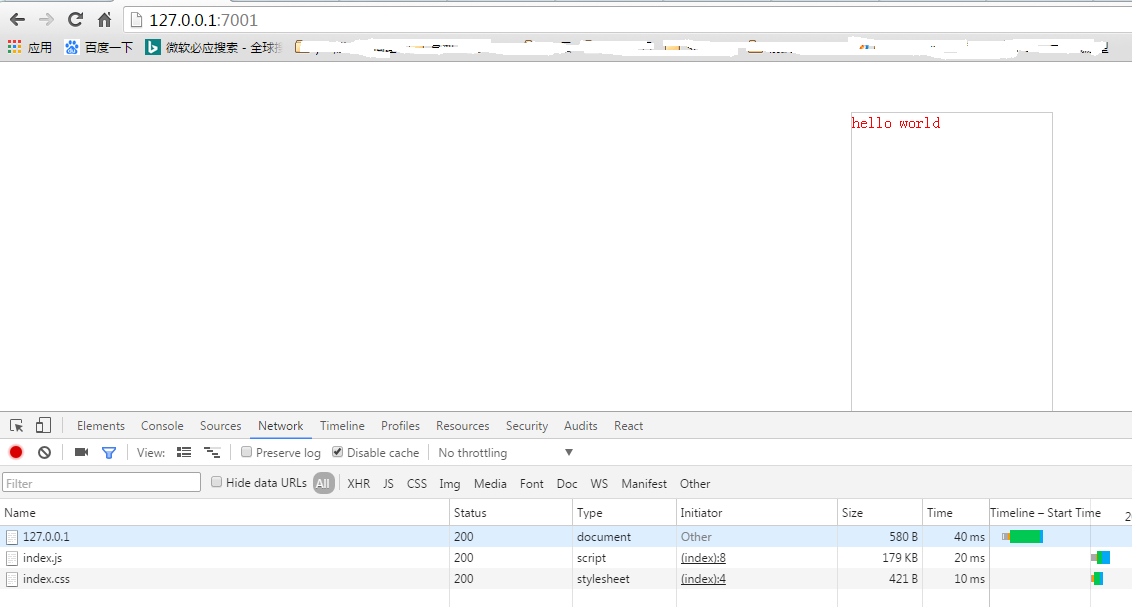 127.0.0.1:7001
应用 百度一下 微软必应搜索 - 全球搜
hello world
Elements Console Sources Network Timeline Profiles Resources Security Audits React
View: Preserve log Disable cache No throttling
Filter Hide data URLs All XHR JS CSS Img Media Font Doc WS Manifest Other
Name Status Type Initiator Size Time Timeline – Start Time
127.0.0.1 200 document Other 580 B 40 ms
index.js 200 script (index):8 179 KB 20 ms
index.css 200 stylesheet (index):4 421 B 10 ms